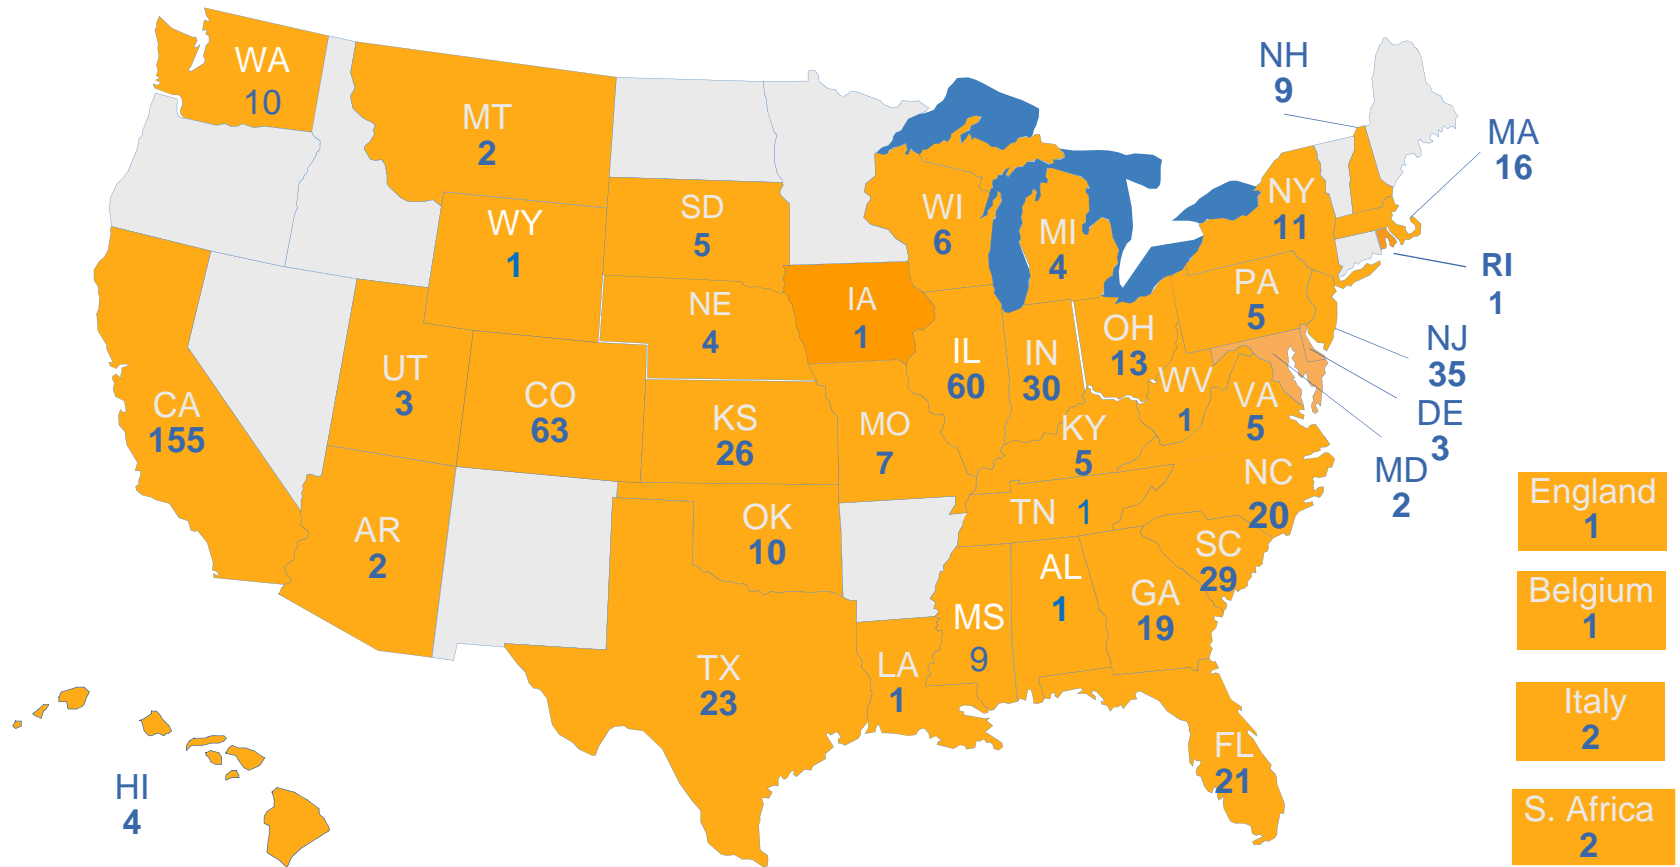 WA
10
MT
2
NH
9
MA
16
WY
1
SD
5
WI
6
MI
4
NY
11
RI
1
NE
4
IA
1
PA
5
UT
3
CO
63
IL
60
IN
30
OH
13
NJ
35
CA
155
KS
26
MO
7
KY
5
WV
1
VA
5
DE
3
MD
2
AR
2
OK
10
TN 1
NC
20
SC
29
England
1
TX
23
LA
1
MS
9
AL
1
GA
19
Belgium
1
FL
21
Italy
2
HI
4
S. Africa
2